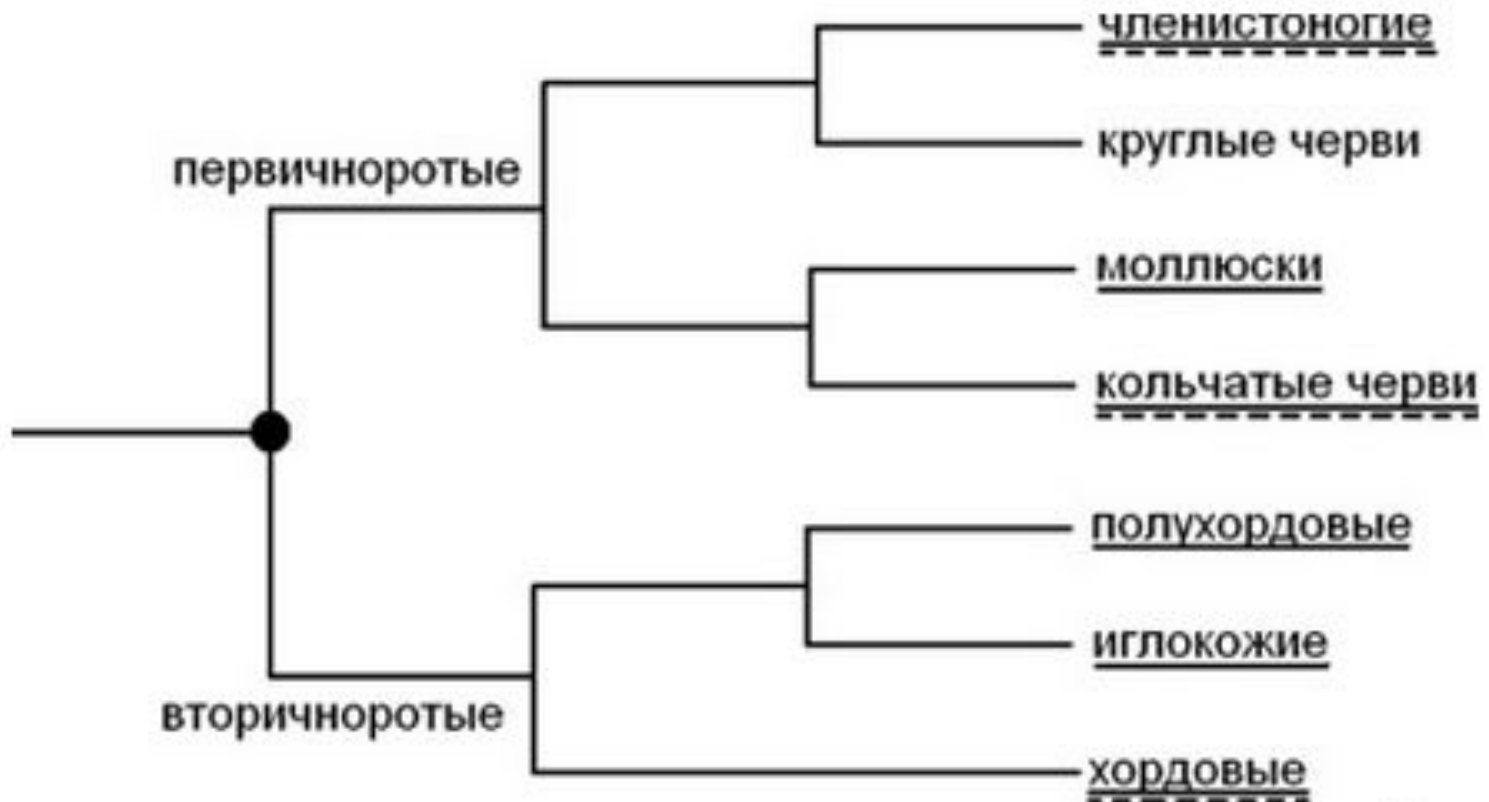 членистоногие
круглые черви
первичноротые
моллюски
кольчатые черви
полухордовые
иглокожие
вторичноротые
хордовые